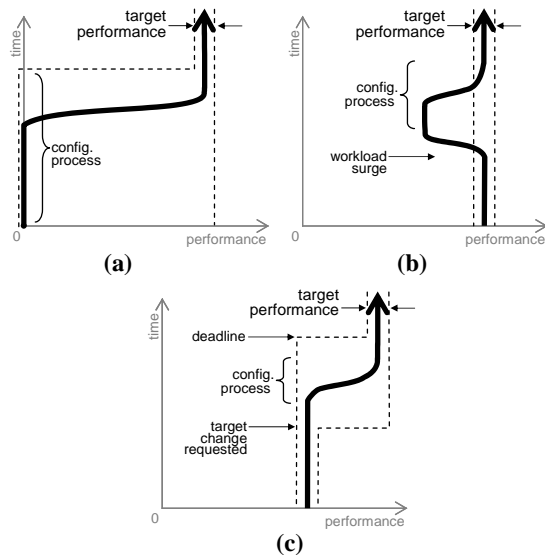 target
performance
time
config.
process
0
performance
(a)
target
performance
time
config.
process
workload
surge
0
performance
(b)
target
performance
time
deadline
config.
process
target
change
requested
0
performance
(c)